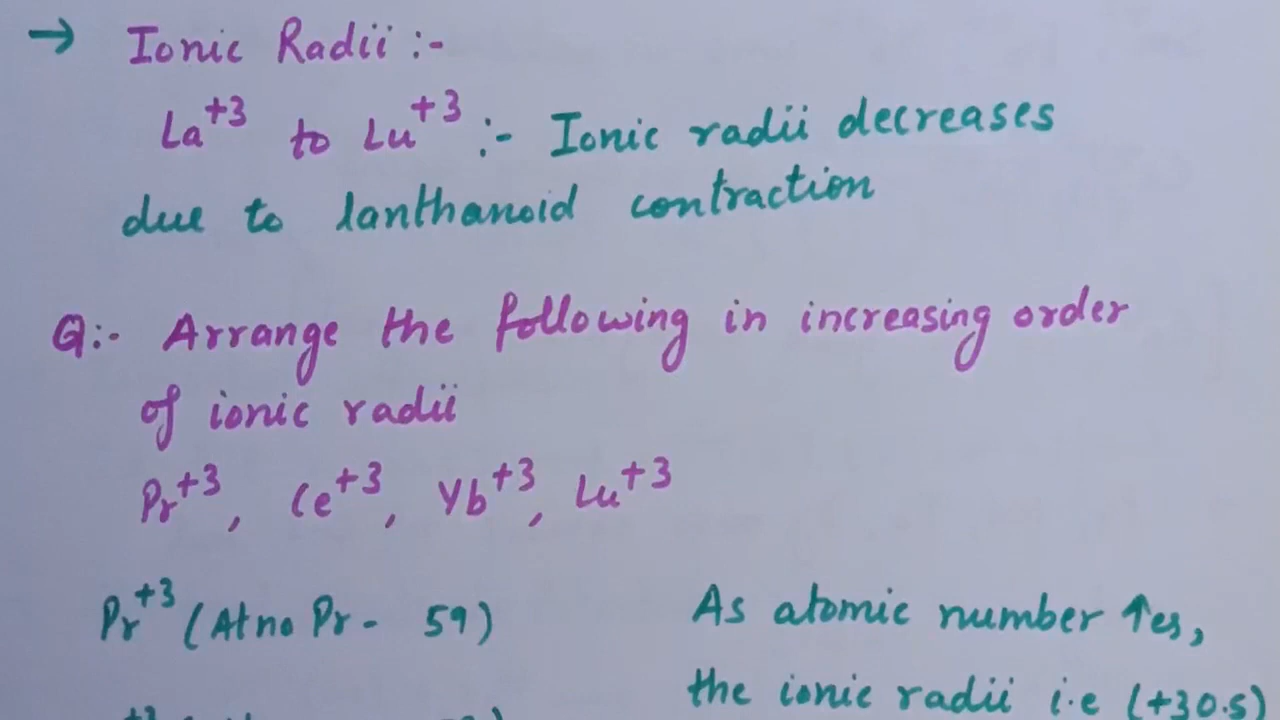 → Ionic Radii :-
La+3 to Lu+3 :- Ionic radii decreases
due to lanthanoid contraction
Q:- Arrange the following in increasing order
of ionic radii
Pr+3, Ce+3, Yb+3, Lu+3
Pr+3 (At no Pr - 59)
As atomic number ↑es,
the ionic radii i.e (+3 o.s)